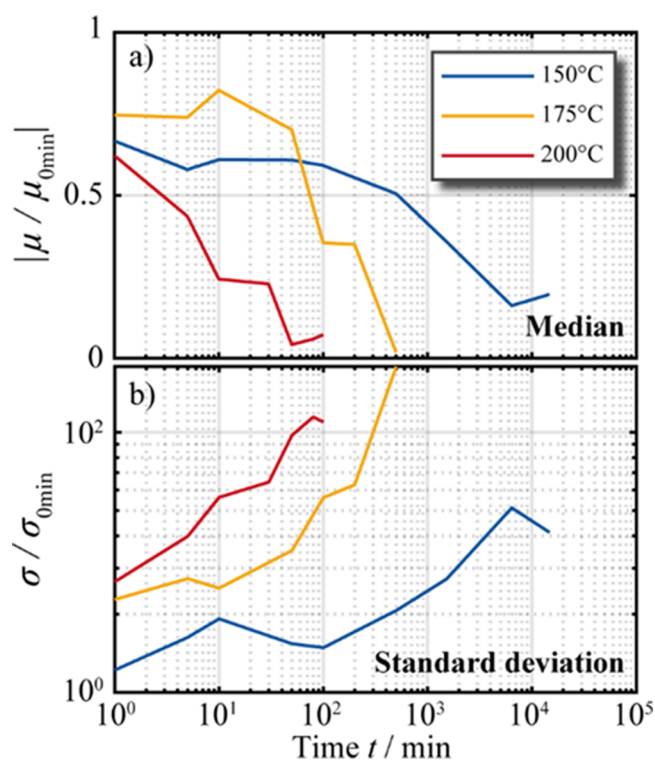 1
a)
150°C
175°C
200°C
0.5
|μ / μ0min|
Median
0
b)
10²
σ / σ0min
Standard deviation
10⁰
10⁰ 10¹ 10² 10³ 10⁴ 10⁵
Time t / min